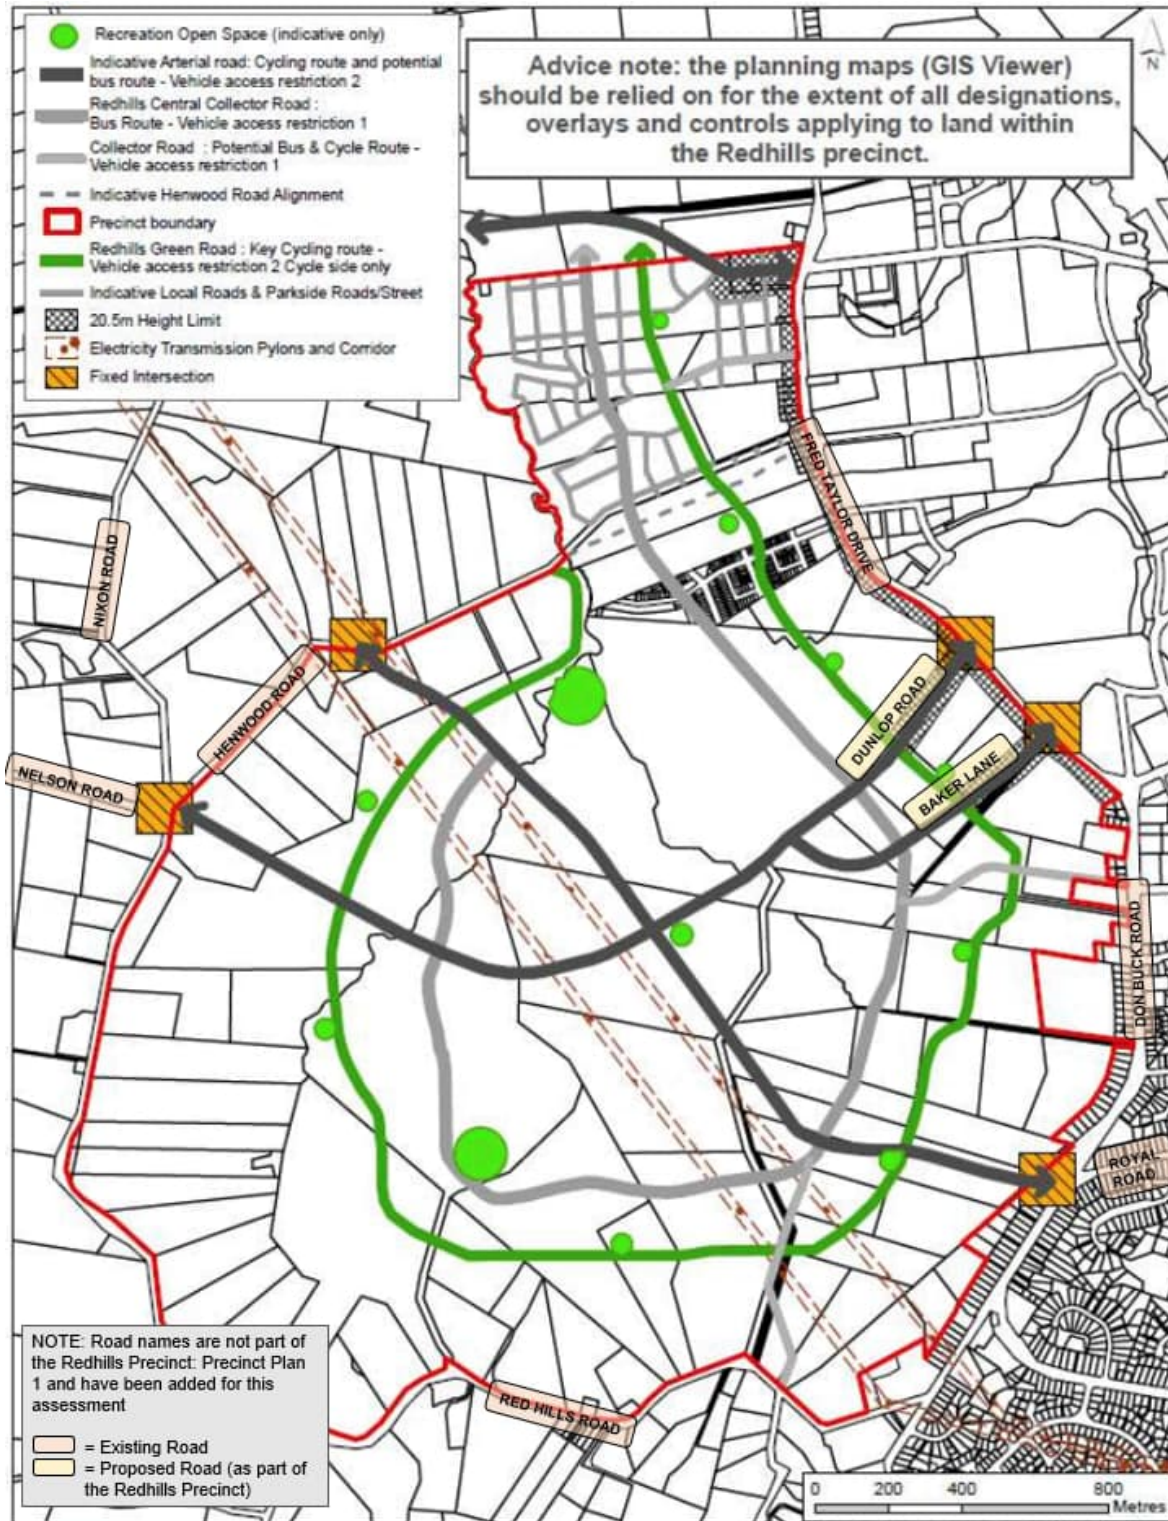 Recreation Open Space (indicative only)
Indicative Arterial road: Cycling route and potential
bus route - Vehicle access restriction 2
Redhills Central Collector Road :
Bus Route - Vehicle access restriction 1
Collector Road : Potential Bus & Cycle Route -
Vehicle access restriction 1
Indicative Henwood Road Alignment
Precinct boundary
Redhills Green Road : Key Cycling route -
Vehicle access restriction 2 Cycle side only
Indicative Local Roads & Parkside Roads/Street
20.5m Height Limit
Electricity Transmission Pylons and Corridor
Fixed Intersection
Advice note: the planning maps (GIS Viewer)
should be relied on for the extent of all designations,
overlays and controls applying to land within
the Redhills precinct.
N
FRED TAYLOR DRIVE
NIXON ROAD
HENWOOD ROAD
NELSON ROAD
DUNLOP ROAD
BAKER LANE
DON BUCK ROAD
ROYAL
ROAD
RED HILLS ROAD
NOTE: Road names are not part of
the Redhills Precinct: Precinct Plan
1 and have been added for this
assessment
= Existing Road
= Proposed Road (as part of
the Redhills Precinct)
0 200 400 800
Metres